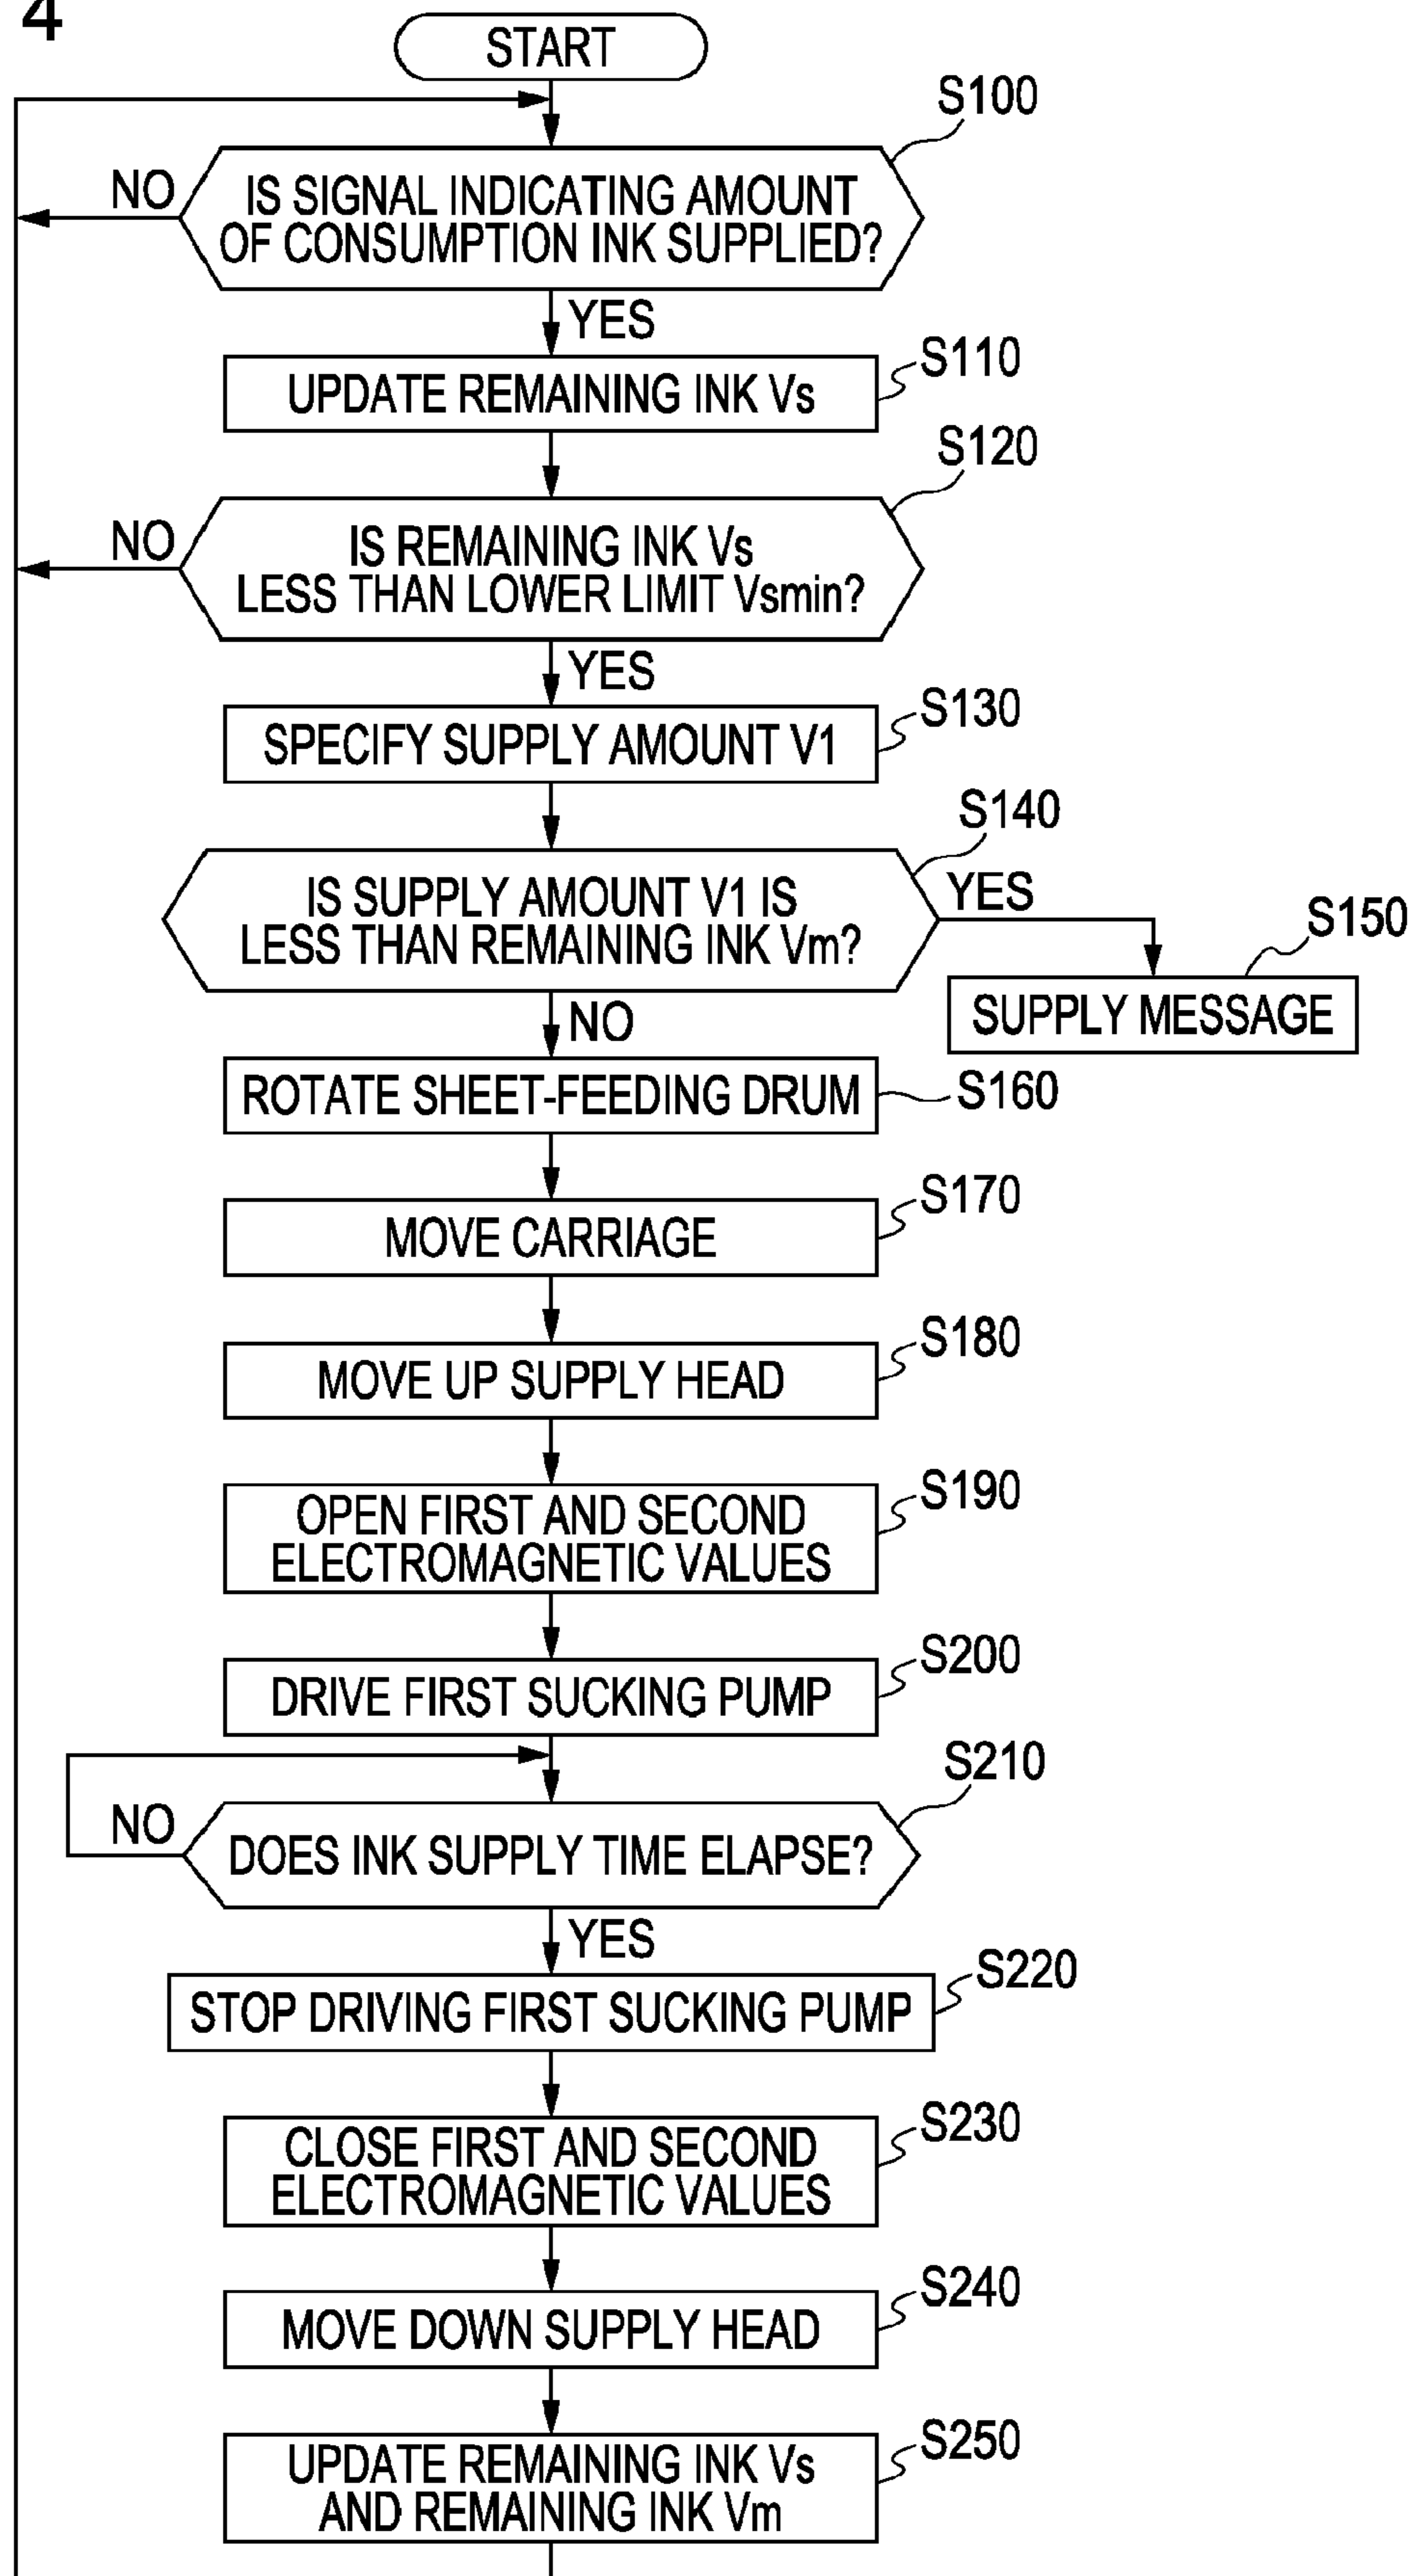 4
START
S100
NO
IS SIGNAL INDICATING AMOUNT
OF CONSUMPTION INK SUPPLIED?
YES
S110
UPDATE REMAINING INK Vs
S120
NO
IS REMAINING INK Vs
LESS THAN LOWER LIMIT Vsmin?
YES
S130
SPECIFY SUPPLY AMOUNT V1
S140
IS SUPPLY AMOUNT V1 IS
LESS THAN REMAINING INK Vm?
YES
S150
SUPPLY MESSAGE
NO
ROTATE SHEET-FEEDING DRUM
S160
S170
MOVE CARRIAGE
S180
MOVE UP SUPPLY HEAD
S190
OPEN FIRST AND SECOND
ELECTROMAGNETIC VALUES
S200
DRIVE FIRST SUCKING PUMP
S210
NO
DOES INK SUPPLY TIME ELAPSE?
YES
S220
STOP DRIVING FIRST SUCKING PUMP
S230
CLOSE FIRST AND SECOND
ELECTROMAGNETIC VALUES
S240
MOVE DOWN SUPPLY HEAD
S250
UPDATE REMAINING INK Vs
AND REMAINING INK Vm